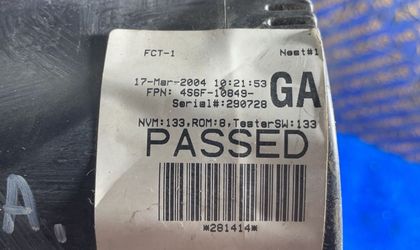 FCT-1 Nest#1
17-Mar-2004 10:21:53
FPN: 4S6F-10849-
GA
Serial#:290728
NVM:133,ROM:8,TesterSW:133
PASSED
*281414*
A.